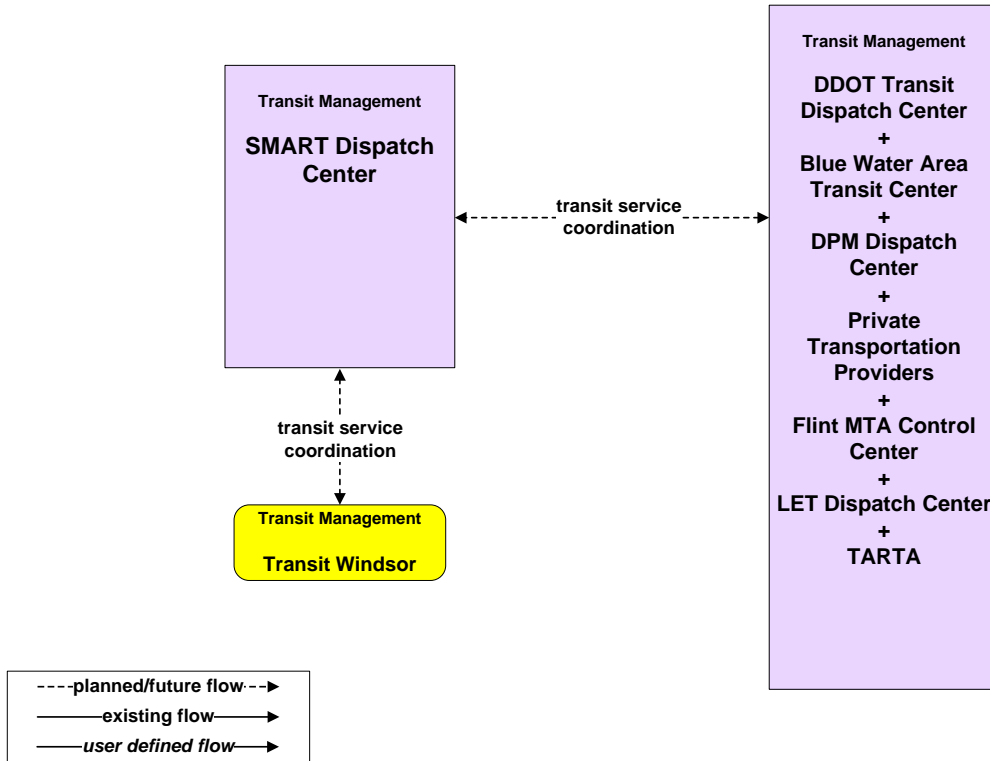 Transit Management
SMART Dispatch
Center
transit service
coordination
Transit Management
DDOT Transit
Dispatch Center
+
Blue Water Area
Transit Center
+
DPM Dispatch
Center
+
Private
Transportation
Providers
+
Flint MTA Control
Center
+
LET Dispatch Center
+
TARTA
transit service
coordination
Transit Management
Transit Windsor
planned/future flow
existing flow
user defined flow